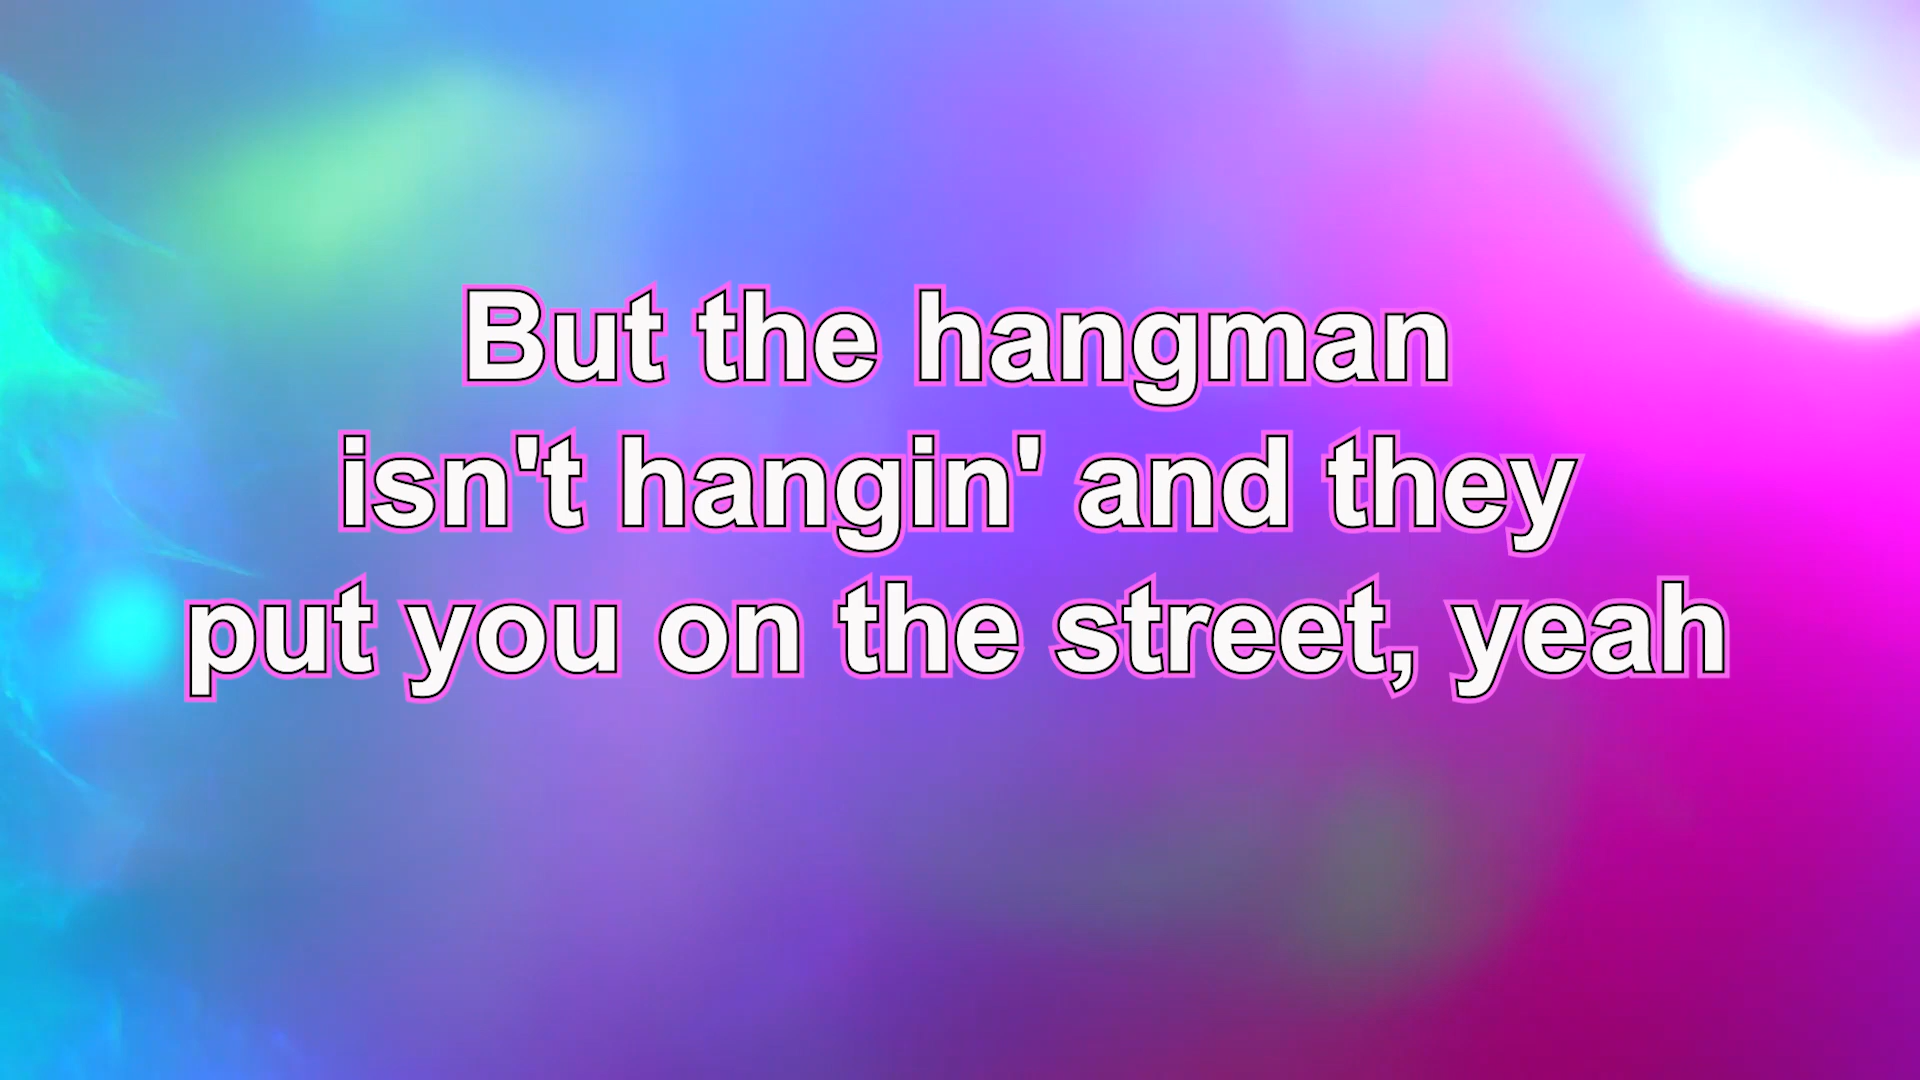 But the hangman
isn't hangin' and they
put you on the street, yeah